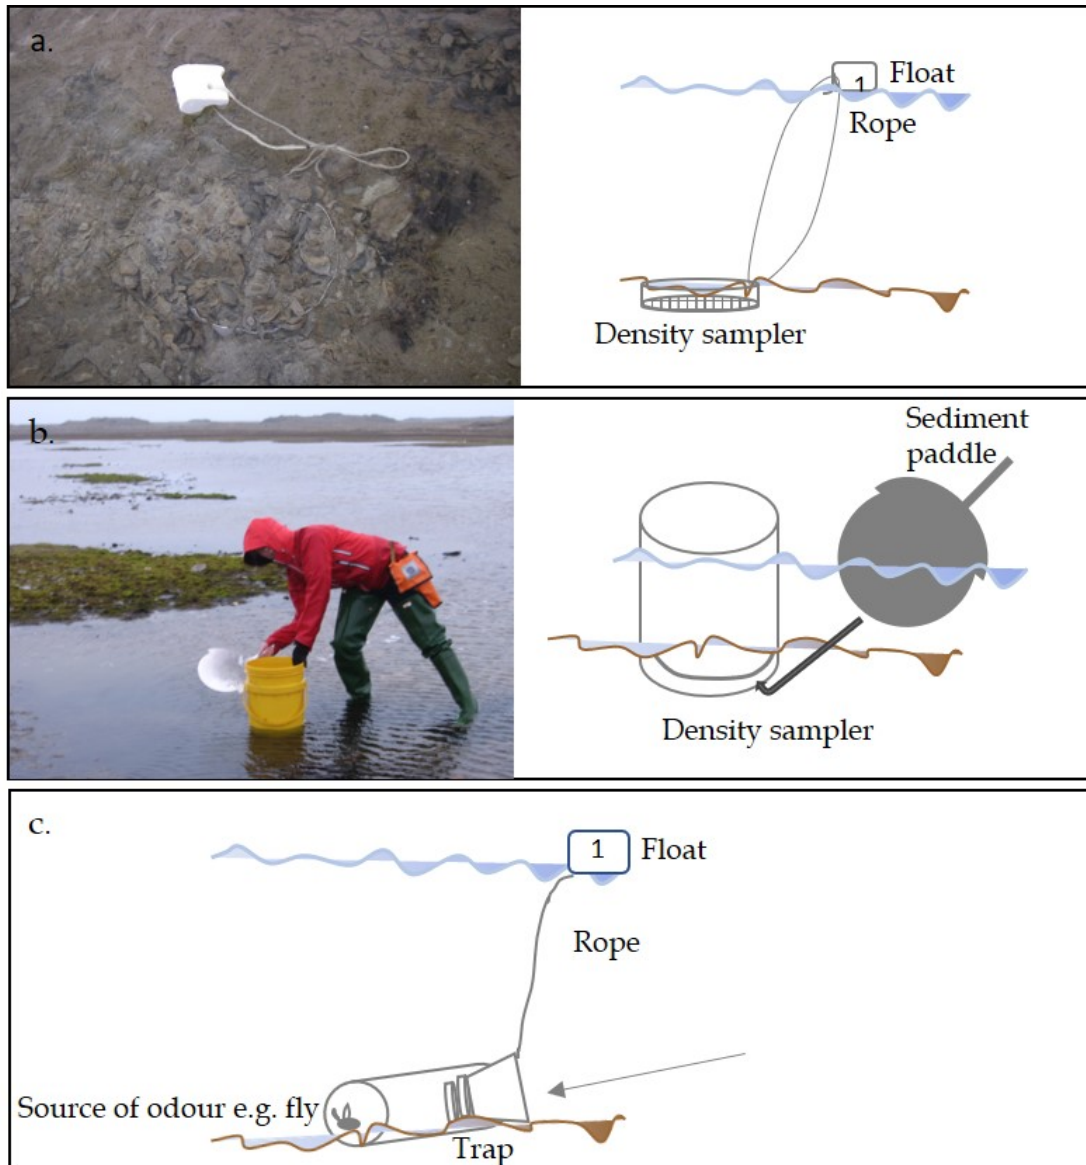 a.
1
Float
Rope
Density sampler
b.
Sediment
paddle
Density sampler
c.
1
Float
Rope
Source of odour e.g. fly
Trap